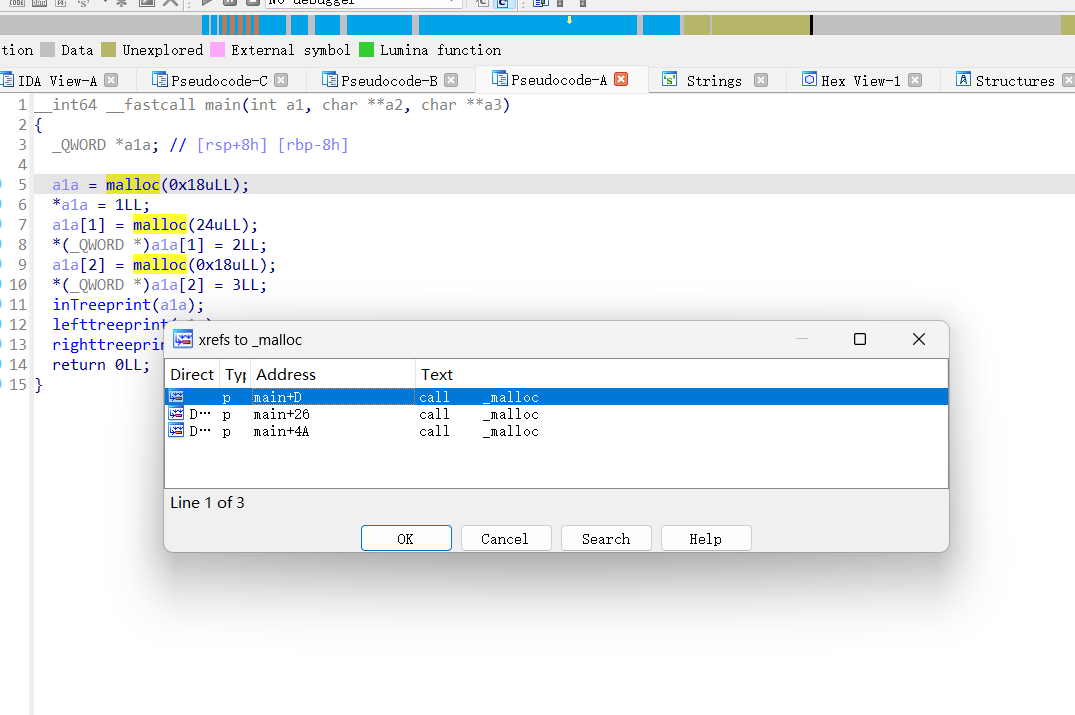 No debugger
tion Data Unexplored External symbol Lumina function
IDA View-A Pseudocode-C Pseudocode-B Pseudocode-A Strings Hex View-1 Structures
1 __int64 __fastcall main(int a1, char **a2, char **a3)
2 {
3 _QWORD *a1a; // [rsp+8h] [rbp-8h]
4
5 a1a = malloc(0x18uLL);
6 *a1a = 1LL;
7 a1a[1] = malloc(24uLL);
8 *(_QWORD *)a1a[1] = 2LL;
9 a1a[2] = malloc(0x18uLL);
10 *(_QWORD *)a1a[2] = 3LL;
11 inTreeprint(a1a);
12 lefttreeprint
13 righttreeprin
14 return 0LL;
15 }
xrefs to _malloc
Direct Typ Address Text
p main+D call _malloc
D… p main+26 call _malloc
D… p main+4A call _malloc
Line 1 of 3
OK Cancel Search Help